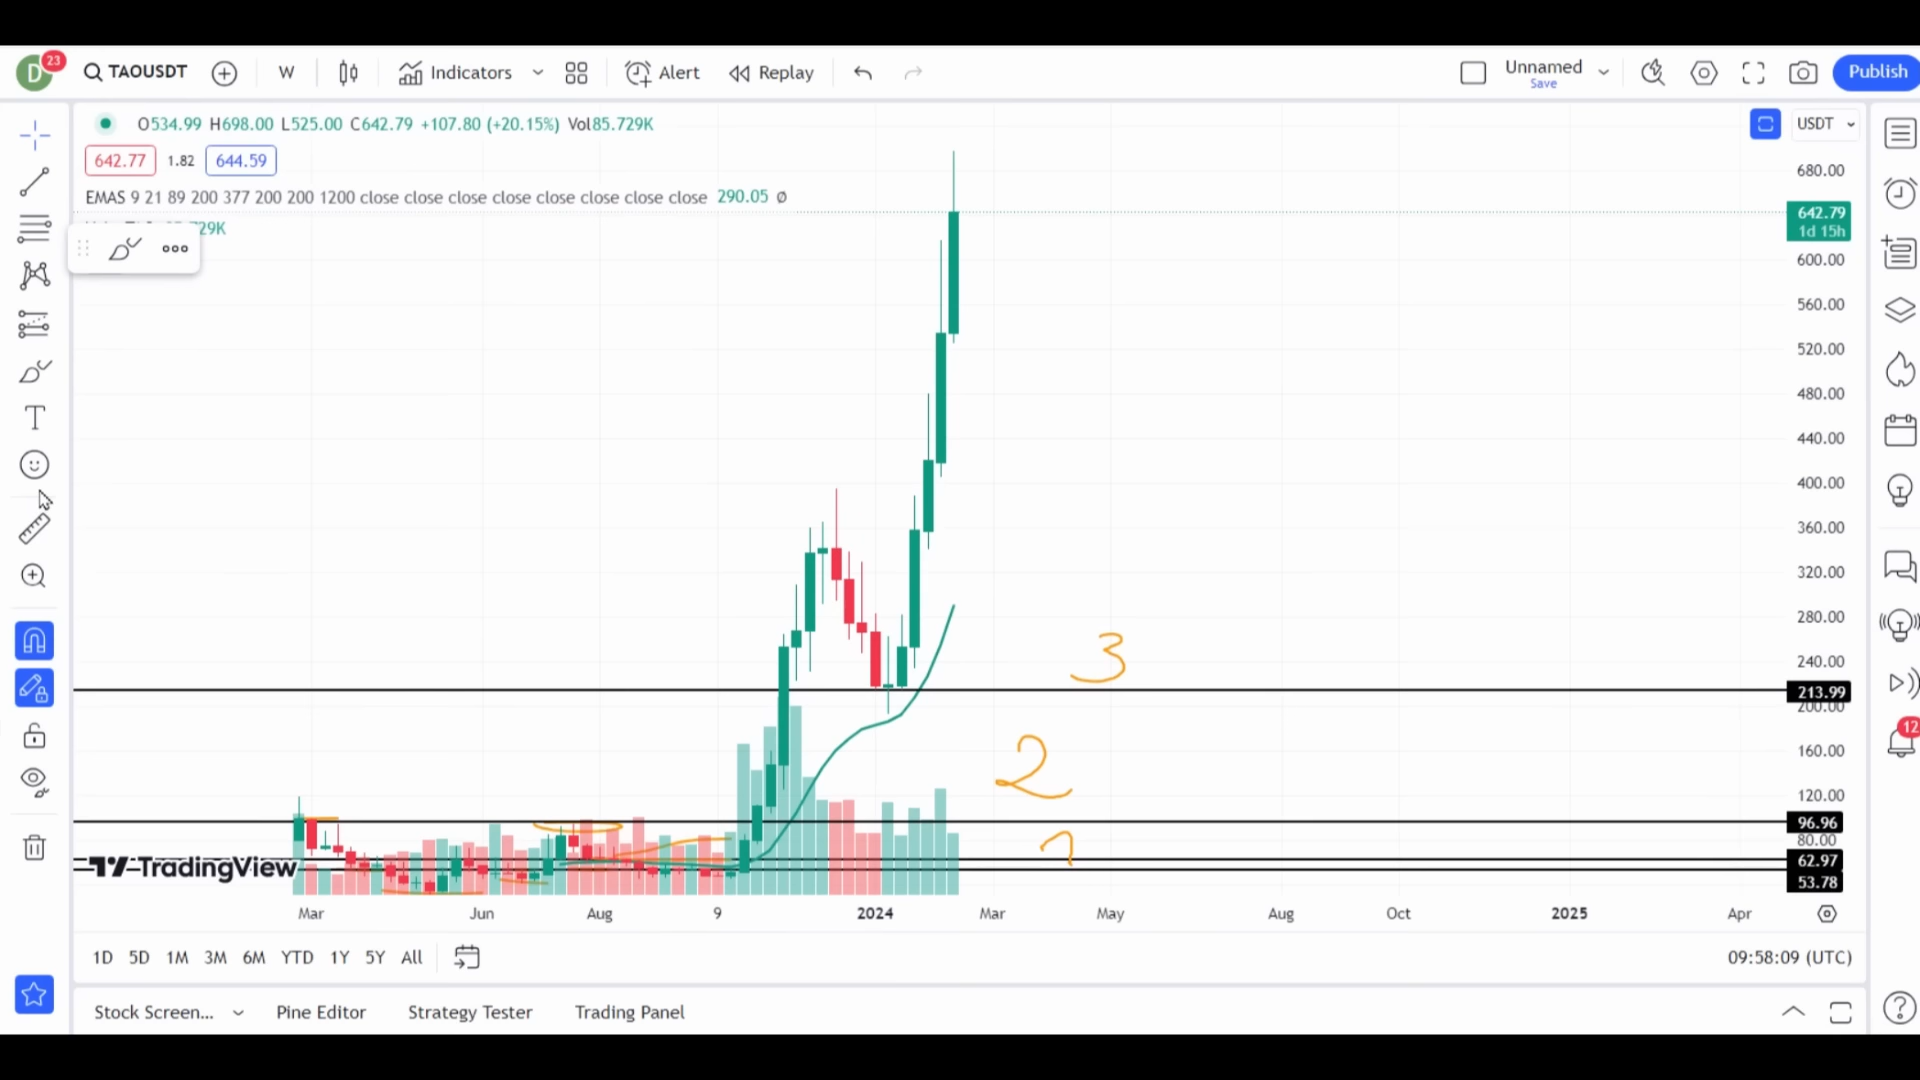 D 23 TAOUSDT W Indicators Alert Replay Unnamed Save Publish
O534.99 H698.00 L525.00 C642.79 +107.80 (+20.15%) Vol85.729K
USDT
642.77 1.82 644.59
EMAS 9 21 89 200 377 200 200 1200 close close close close close close close close 290.05 Ø
29K
680.00
642.79
1d 15h
600.00
560.00
520.00
480.00
440.00
400.00
360.00
320.00
280.00
240.00
213.99
200.00
160.00
120.00
96.96
80.00
62.97
53.78
3
2
1
12
TradingView
Mar Jun Aug 9 2024 Mar May Aug Oct 2025 Apr
1D 5D 1M 3M 6M YTD 1Y 5Y All 09:58:09 (UTC)
Stock Screen... Pine Editor Strategy Tester Trading Panel